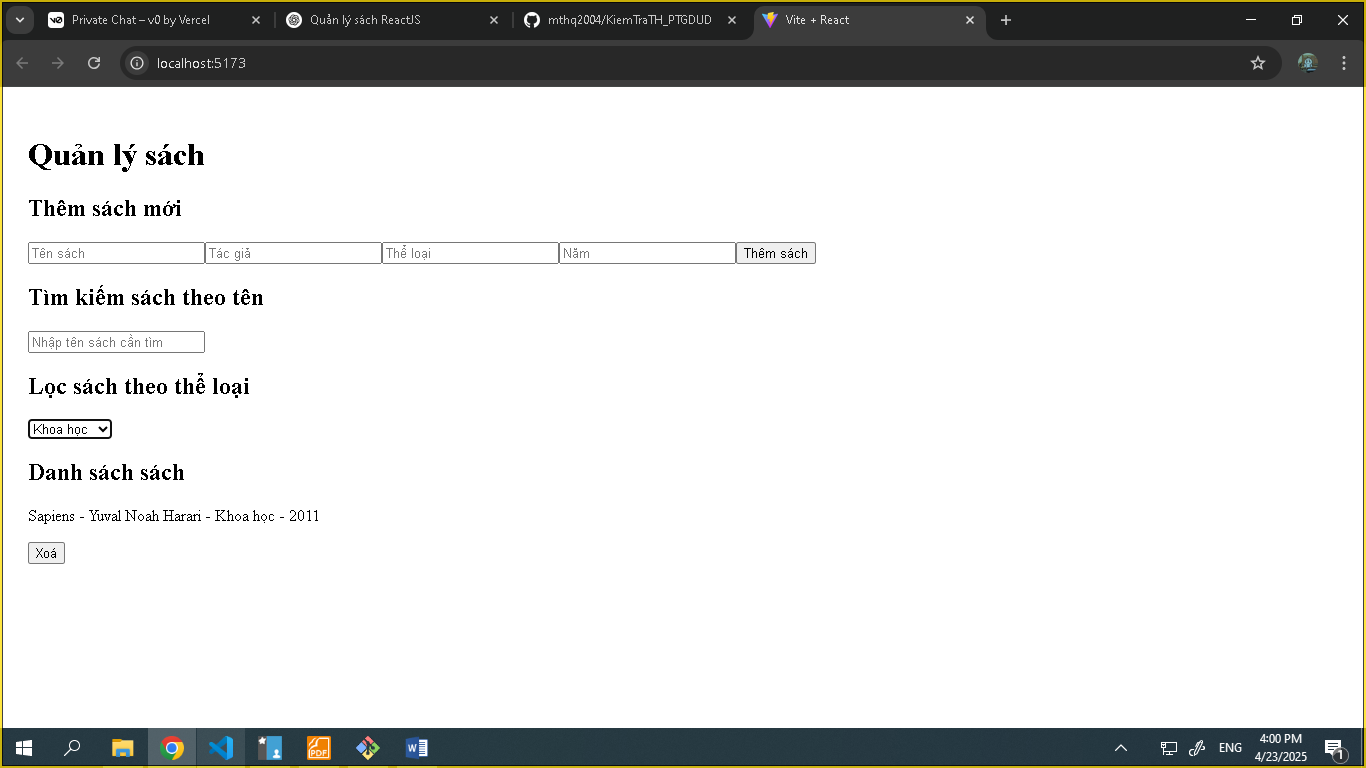 Private Chat – v0 by Vercel
Quản lý sách ReactJS
mthq2004/KiemTraTH_PTGDUD
Vite + React
localhost:5173
Quản lý sách
Thêm sách mới
Tên sách Tác giả Thể loại Năm Thêm sách
Tìm kiếm sách theo tên
Nhập tên sách cần tìm
Lọc sách theo thể loại
Khoa học
Danh sách sách
Sapiens - Yuval Noah Harari - Khoa học - 2011
Xoá
PDF
W
ENG
4:00 PM
4/23/2025
1